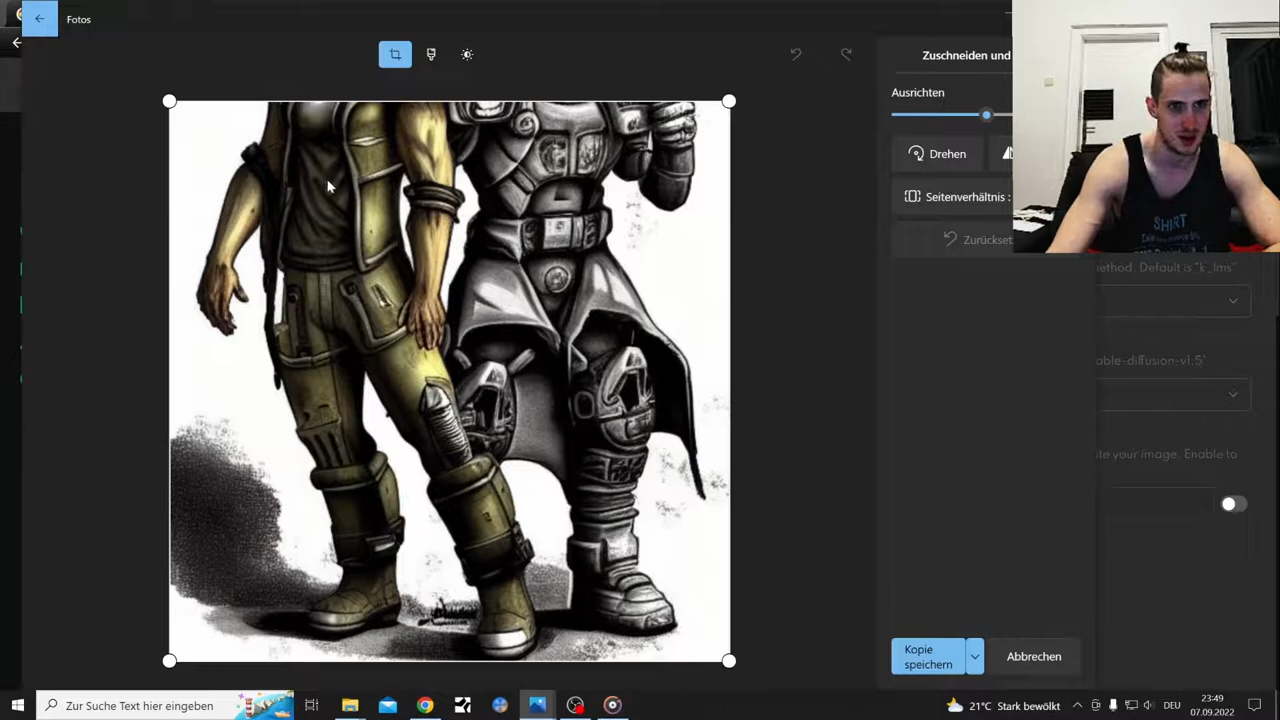 Fotos
Zuschneiden und
Ausrichten
Drehen
Seitenverhältnis :
Zurücksetz
SHIRT
ethod. Default is "k_lms"
able-diffusion-v1.5"
te your image. Enable to
Kopie
speichern
Abbrechen
Zur Suche Text hier eingeben
21°C Stark bewölkt
DEU
23:49
07.09.2022